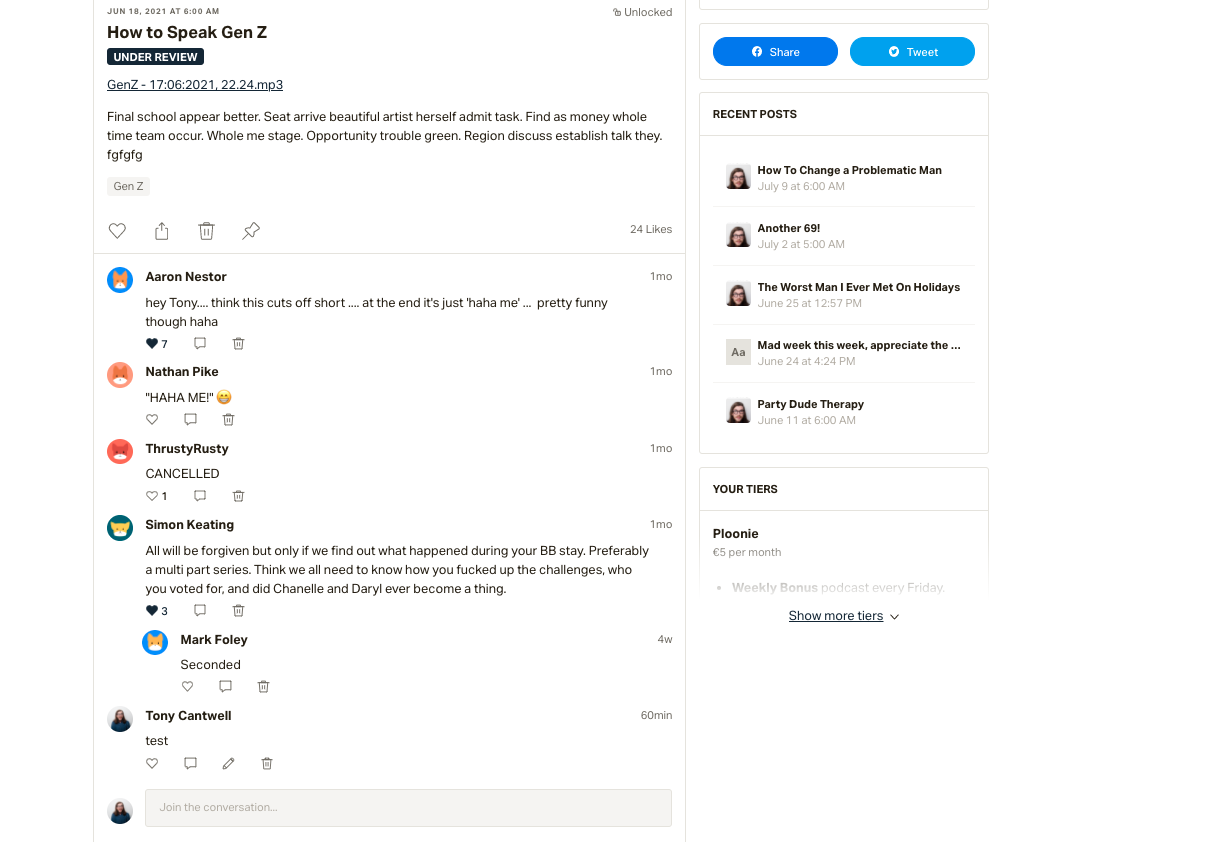 JUN 18, 2021 AT 6:00 AM
Unlocked
How to Speak Gen Z
UNDER REVIEW
GenZ - 17:06:2021, 22.24.mp3
Final school appear better. Seat arrive beautiful artist herself admit task. Find as money whole
time team occur. Whole me stage. Opportunity trouble green. Region discuss establish talk they.
fgfgfg
Gen Z
24 Likes
Aaron Nestor
1mo
hey Tony.... think this cuts off short .... at the end it's just 'haha me' ... pretty funny
though haha
7
Nathan Pike
1mo
"HAHA ME!" 😁
ThrustyRusty
1mo
CANCELLED
1
Simon Keating
1mo
All will be forgiven but only if we find out what happened during your BB stay. Preferably
a multi part series. Think we all need to know how you fucked up the challenges, who
you voted for, and did Chanelle and Daryl ever become a thing.
3
Mark Foley
4w
Seconded
Tony Cantwell
60min
test
Join the conversation...
Share
Tweet
RECENT POSTS
How To Change a Problematic Man
July 9 at 6:00 AM
Another 69!
July 2 at 5:00 AM
The Worst Man I Ever Met On Holidays
June 25 at 12:57 PM
Aa
Mad week this week, appreciate the ...
June 24 at 4:24 PM
Party Dude Therapy
June 11 at 6:00 AM
YOUR TIERS
Ploonie
€5 per month
• Weekly Bonus podcast every Friday.
Show more tiers